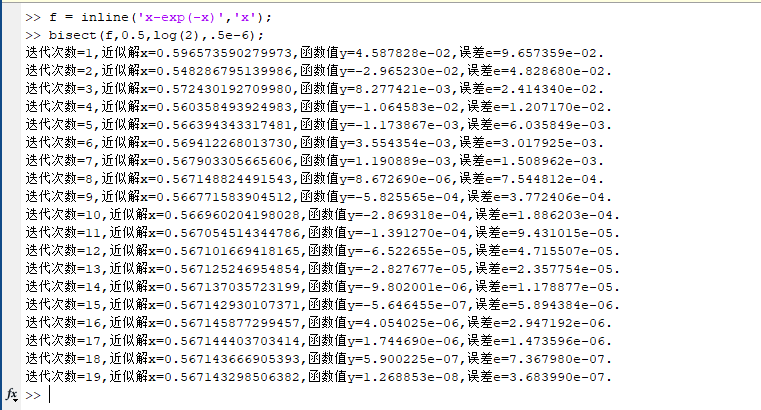 >> f = inline('x-exp(-x)','x');
>> bisect(f,0.5,log(2),.5e-6);
迭代次数=1,近似解x=0.596573590279973,函数值y=4.587828e-02,误差e=9.657359e-02.
迭代次数=2,近似解x=0.548286795139986,函数值y=-2.965230e-02,误差e=4.828680e-02.
迭代次数=3,近似解x=0.572430192709980,函数值y=8.277421e-03,误差e=2.414340e-02.
迭代次数=4,近似解x=0.560358493924983,函数值y=-1.064583e-02,误差e=1.207170e-02.
迭代次数=5,近似解x=0.566394343317481,函数值y=-1.173867e-03,误差e=6.035849e-03.
迭代次数=6,近似解x=0.569412268013730,函数值y=3.554354e-03,误差e=3.017925e-03.
迭代次数=7,近似解x=0.567903305665606,函数值y=1.190889e-03,误差e=1.508962e-03.
迭代次数=8,近似解x=0.567148824491543,函数值y=8.672690e-06,误差e=7.544812e-04.
迭代次数=9,近似解x=0.566771583904512,函数值y=-5.825564e-04,误差e=3.772406e-04.
迭代次数=10,近似解x=0.566960204198028,函数值y=-2.869318e-04,误差e=1.886203e-04.
迭代次数=11,近似解x=0.567054514344786,函数值y=-1.391270e-04,误差e=9.431015e-05.
迭代次数=12,近似解x=0.567101669418165,函数值y=-6.522655e-05,误差e=4.715507e-05.
迭代次数=13,近似解x=0.567125246954854,函数值y=-2.827677e-05,误差e=2.357754e-05.
迭代次数=14,近似解x=0.567137035723199,函数值y=-9.802001e-06,误差e=1.178877e-05.
迭代次数=15,近似解x=0.567142930107371,函数值y=-5.646455e-07,误差e=5.894384e-06.
迭代次数=16,近似解x=0.567145877299457,函数值y=4.054025e-06,误差e=2.947192e-06.
迭代次数=17,近似解x=0.567144403703414,函数值y=1.744690e-06,误差e=1.473596e-06.
迭代次数=18,近似解x=0.567143666905393,函数值y=5.900225e-07,误差e=7.367980e-07.
迭代次数=19,近似解x=0.567143298506382,函数值y=1.268853e-08,误差e=3.683990e-07.
fx >>